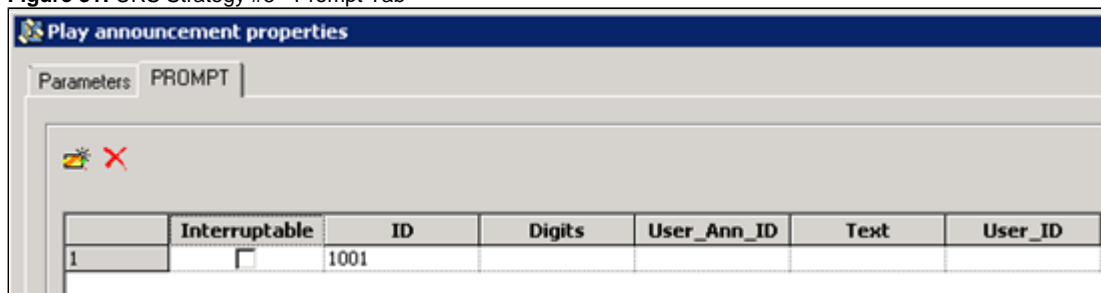 Play announcement properties
Parameters PROMPT
Interruptable ID Digits User_Ann_ID Text User_ID
1 1001